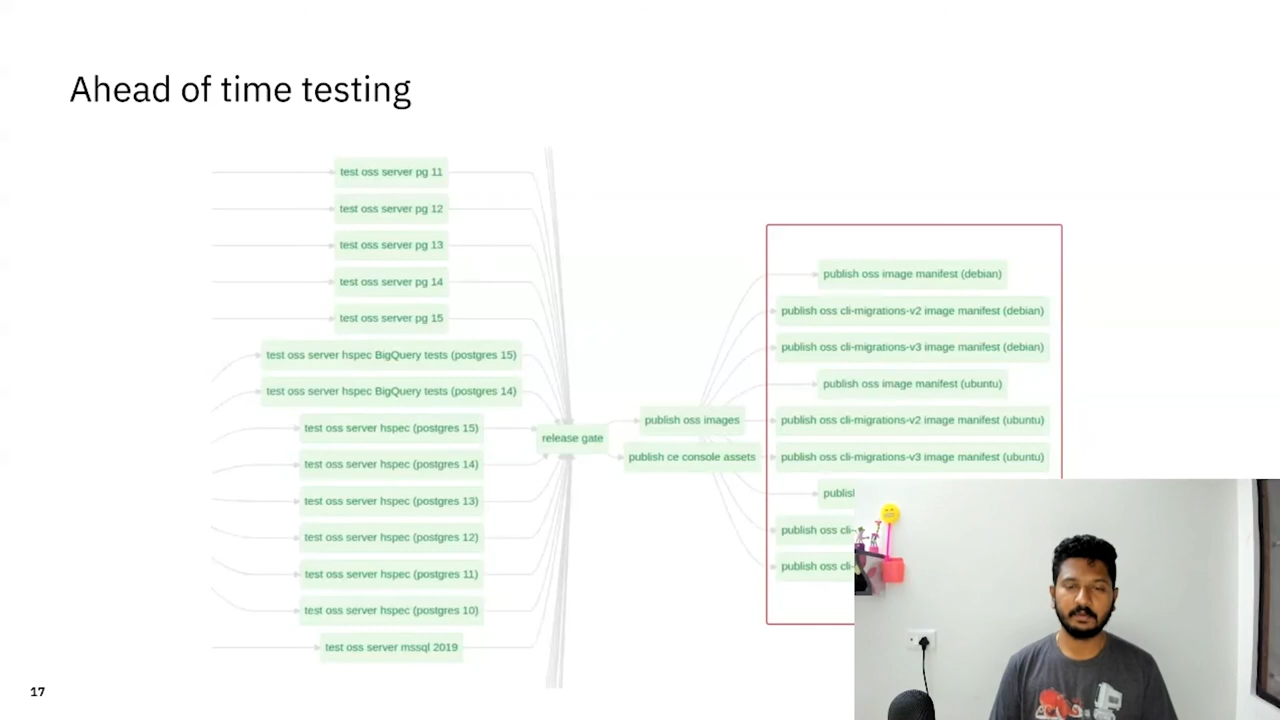 Ahead of time testing
test oss server pg 11
test oss server pg 12
test oss server pg 13
test oss server pg 14
test oss server pg 15
test oss server hspec BigQuery tests (postgres 15)
test oss server hspec BigQuery tests (postgres 14)
test oss server hspec (postgres 15)
test oss server hspec (postgres 14)
test oss server hspec (postgres 13)
test oss server hspec (postgres 12)
test oss server hspec (postgres 11)
test oss server hspec (postgres 10)
test oss server mssql 2019
release gate
publish oss images
publish ce console assets
publish oss image manifest (debian)
publish oss cli-migrations-v2 image manifest (debian)
publish oss cli-migrations-v3 image manifest (debian)
publish oss image manifest (ubuntu)
publish oss cli-migrations-v2 image manifest (ubuntu)
publish oss cli-migrations-v3 image manifest (ubuntu)
publish
publish oss cli-
publish oss cli-
17